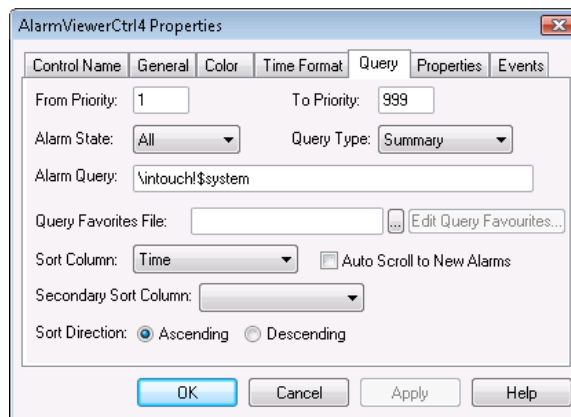 AlarmViewerCtrl4 Properties
Control Name General Color Time Format Query Properties Events
From Priority: 1 To Priority: 999
Alarm State: All Query Type: Summary
Alarm Query: \intouch!$system
Query Favorites File: ... Edit Query Favourites...
Sort Column: Time Auto Scroll to New Alarms
Secondary Sort Column:
Sort Direction: Ascending Descending
OK Cancel Apply Help